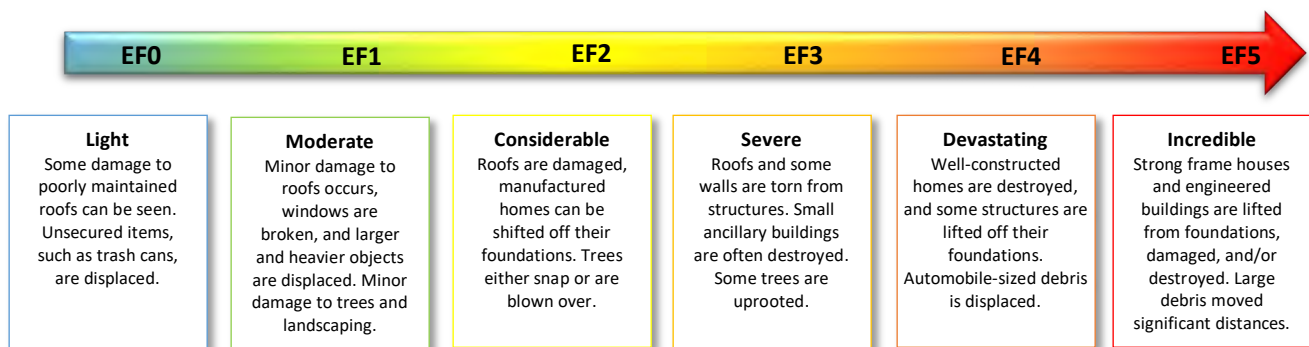 EF0 EF1 EF2 EF3 EF4 EF5
Light
Some damage to
poorly maintained
roofs can be seen.
Unsecured items,
such as trash cans,
are displaced.
Moderate
Minor damage to
roofs occurs,
windows are
broken, and larger
and heavier objects
are displaced. Minor
damage to trees and
landscaping.
Considerable
Roofs are damaged,
manufactured
homes can be
shifted off their
foundations. Trees
either snap or are
blown over.
Severe
Roofs and some
walls are torn from
structures. Small
ancillary buildings
are often destroyed.
Some trees are
uprooted.
Devastating
Well-constructed
homes are destroyed,
and some structures are
lifted off their
foundations.
Automobile-sized debris
is displaced.
Incredible
Strong frame houses
and engineered
buildings are lifted
from foundations,
damaged, and/or
destroyed. Large
debris moved
significant distances.